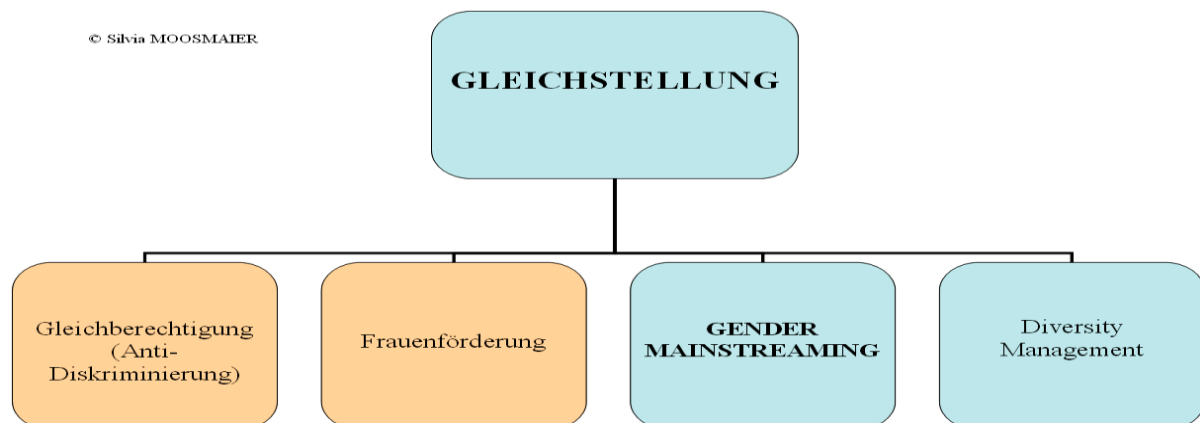 © Silvia MOOSMAIER
GLEICHSTELLUNG
Gleichberechtigung
(Anti-
Diskriminierung)
Frauenförderung
GENDER
MAINSTREAMING
Diversity
Management